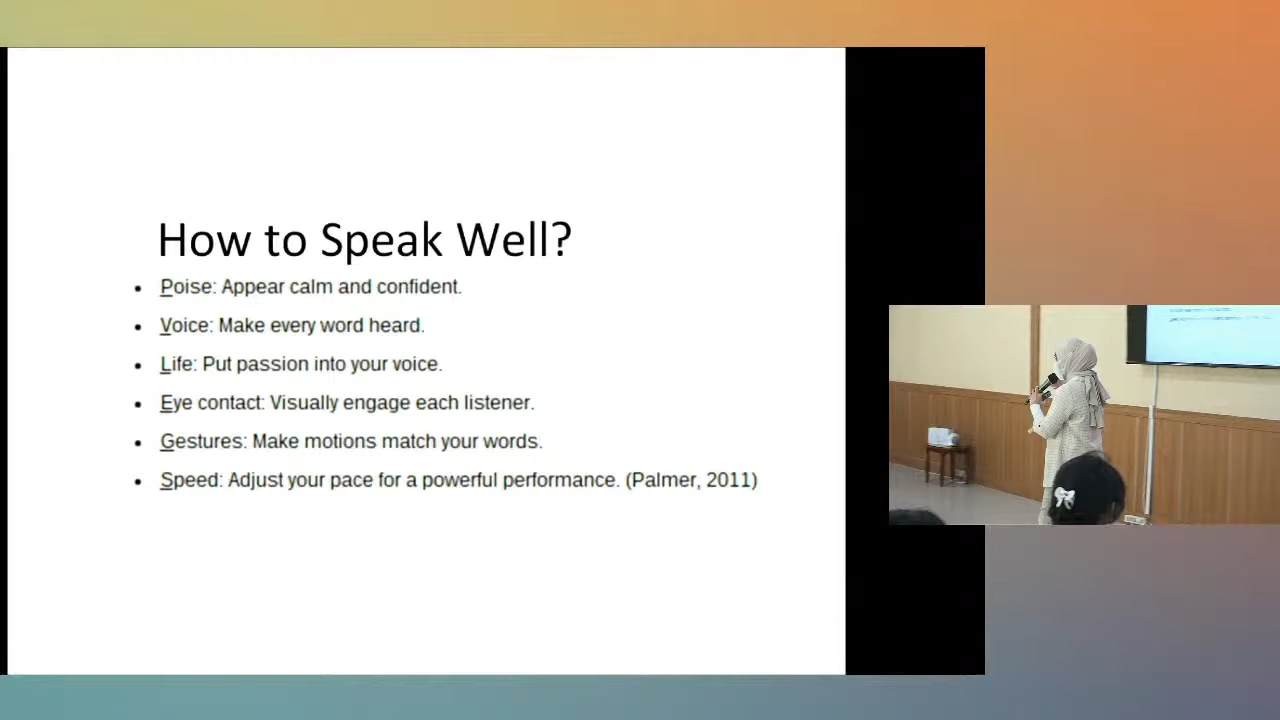 How to Speak Well?
• Poise: Appear calm and confident.
• Voice: Make every word heard.
• Life: Put passion into your voice.
• Eye contact: Visually engage each listener.
• Gestures: Make motions match your words.
• Speed: Adjust your pace for a powerful performance. (Palmer, 2011)